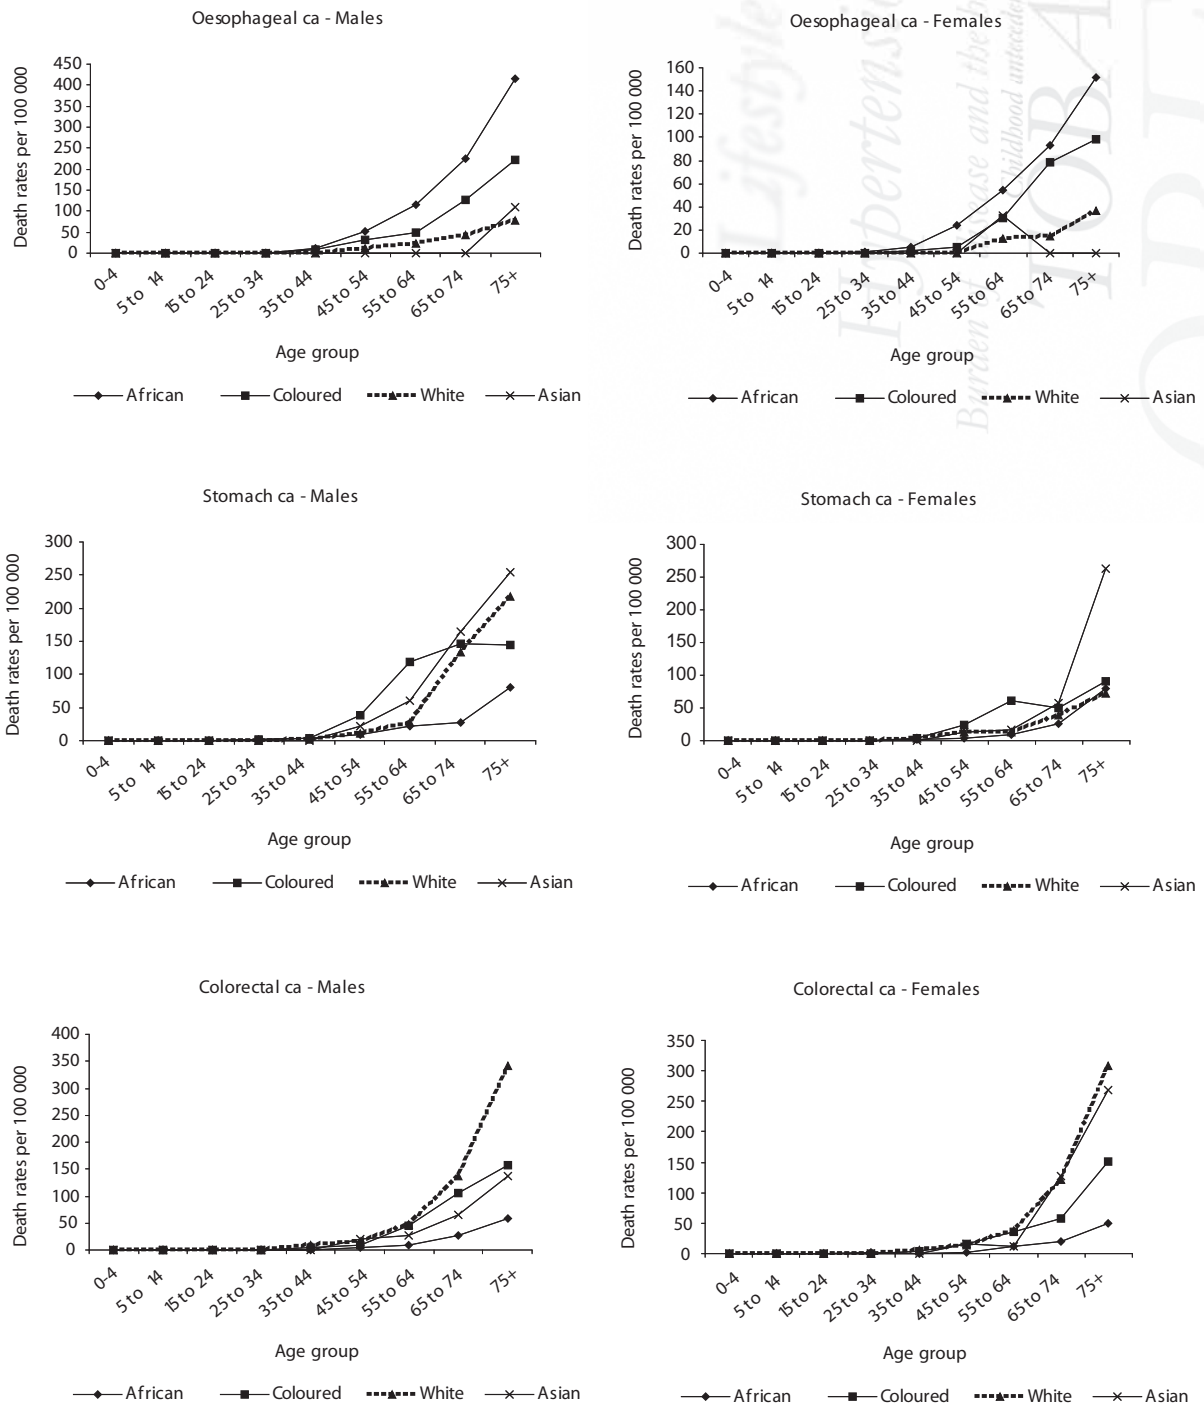 Oesophageal ca - Males
Death rates per 100 000
450
400
350
300
250
200
150
100
50
0
0-4
5 to 14
15 to 24
25 to 34
35 to 44
45 to 54
55 to 64
65 to 74
75+
Age group
African Coloured White Asian
Oesophageal ca - Females
Death rates per 100 000
160
140
120
100
80
60
40
20
0
0-4
5 to 14
15 to 24
25 to 34
35 to 44
45 to 54
55 to 64
65 to 74
75+
Age group
African Coloured White Asian
Lifestyle
Hypertensi
Burden of
ease and the
Childhood anteceden
TOBA
Stomach ca - Males
Death rates per 100 000
300
250
200
150
100
50
0
0-4
5 to 14
15 to 24
25 to 34
35 to 44
45 to 54
55 to 64
65 to 74
75+
Age group
African Coloured White Asian
Stomach ca - Females
Death rates per 100 000
300
250
200
150
100
50
0
0-4
5 to 14
15 to 24
25 to 34
35 to 44
45 to 54
55 to 64
65 to 74
75+
Age group
African Coloured White Asian
Colorectal ca - Males
Death rates per 100 000
400
350
300
250
200
150
100
50
0
0-4
5 to 14
15 to 24
25 to 34
35 to 44
45 to 54
55 to 64
65 to 74
75+
Age group
African Coloured White Asian
Colorectal ca - Females
Death rates per 100 000
350
300
250
200
150
100
50
0
0-4
5 to 14
15 to 24
25 to 34
35 to 44
45 to 54
55 to 64
65 to 74
75+
Age group
African Coloured White Asian